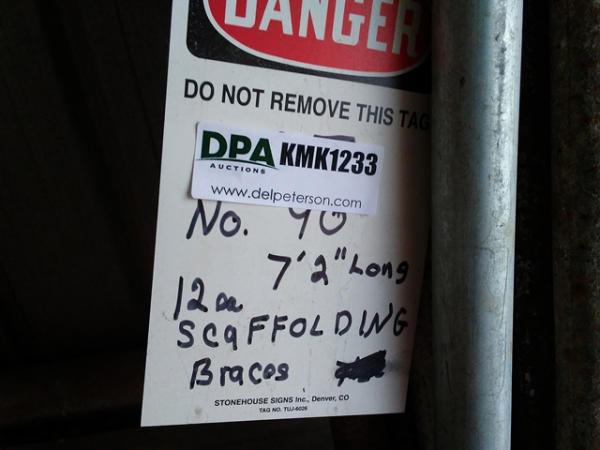 DANGER
DO NOT REMOVE THIS TAG
DPA KMK1233
AUCTIONS
www.delpeterson.com
No. 90
7'2" Long
12 ea
SCAFFOLDING
Braces
STONEHOUSE SIGNS Inc., Denver, CO
TAG NO. TUJ-6026